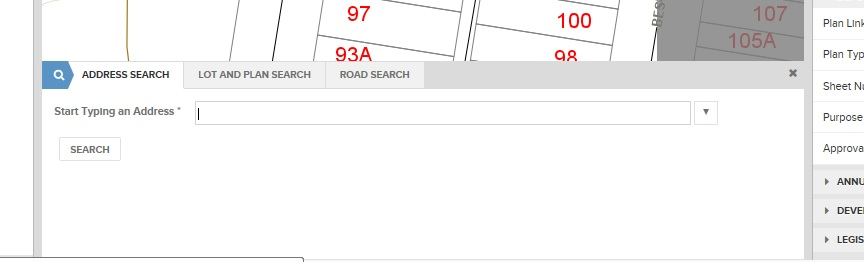 97
100
107
93A
98
105A
BES
ADDRESS SEARCH
LOT AND PLAN SEARCH
ROAD SEARCH
Start Typing an Address *
SEARCH
Plan Link
Plan Typ
Sheet Nu
Purpose
Approva
ANNU
DEVE
LEGIS